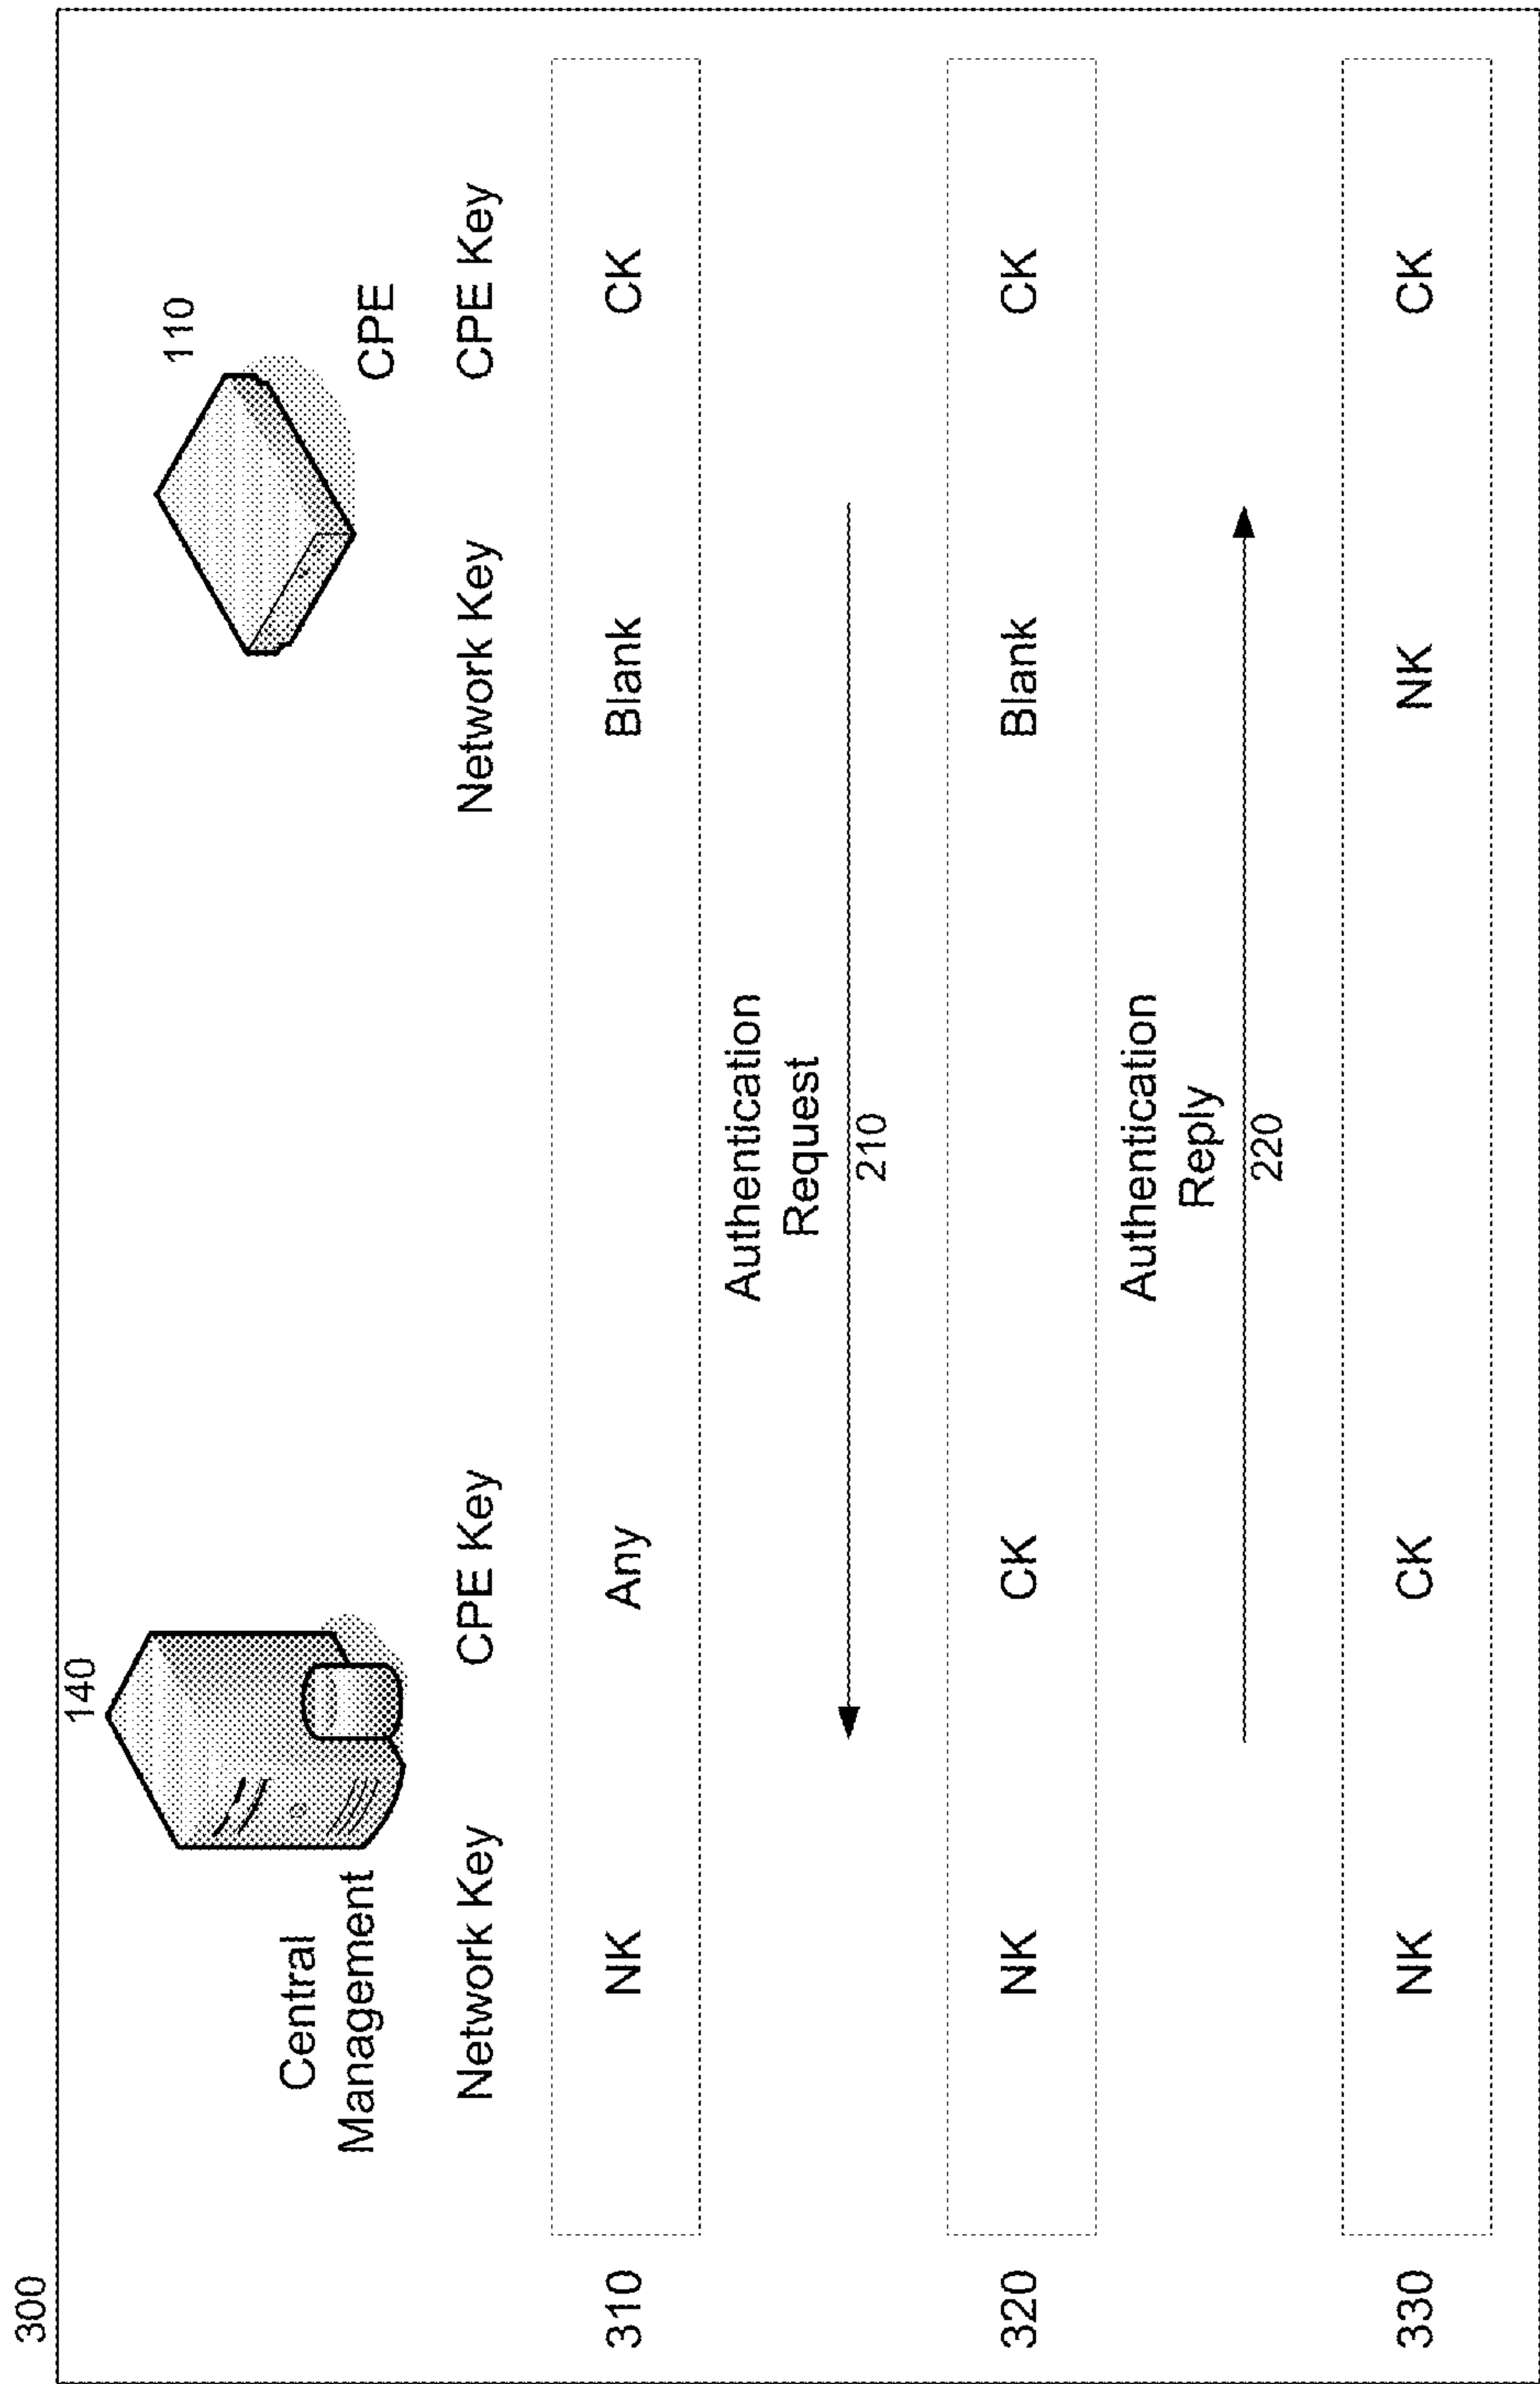 300
140
110
Central
Management
CPE
Network Key
CPE Key
Network Key
CPE Key
310
NK
Any
Blank
CK
Authentication
Request
210
320
NK
CK
Blank
CK
Authentication
Reply
220
330
NK
CK
NK
CK